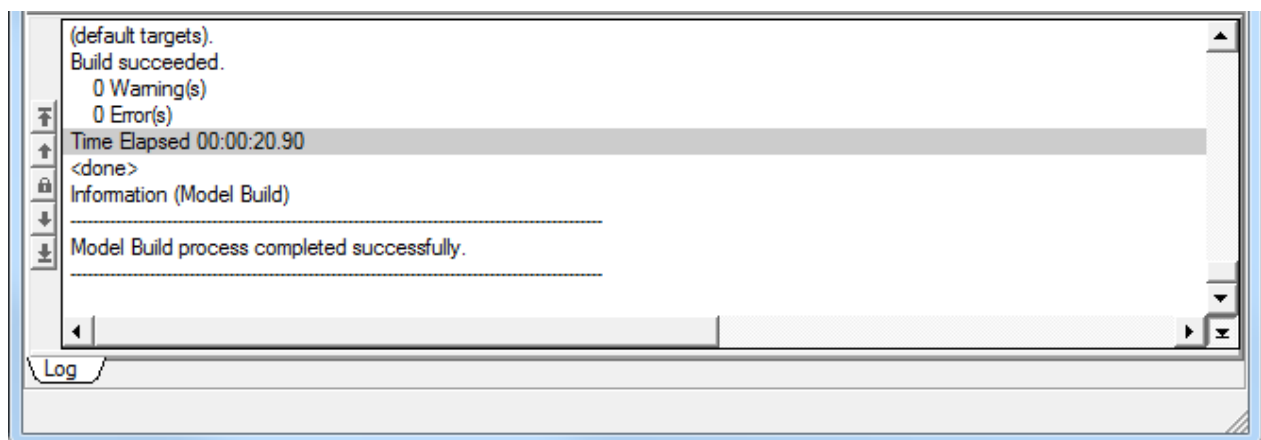 (default targets).
Build succeeded.
0 Warning(s)
0 Error(s)
Time Elapsed 00:00:20.90
<done>
Information (Model Build)
--------------------------------------------------------------------------------
Model Build process completed successfully.
--------------------------------------------------------------------------------
Log